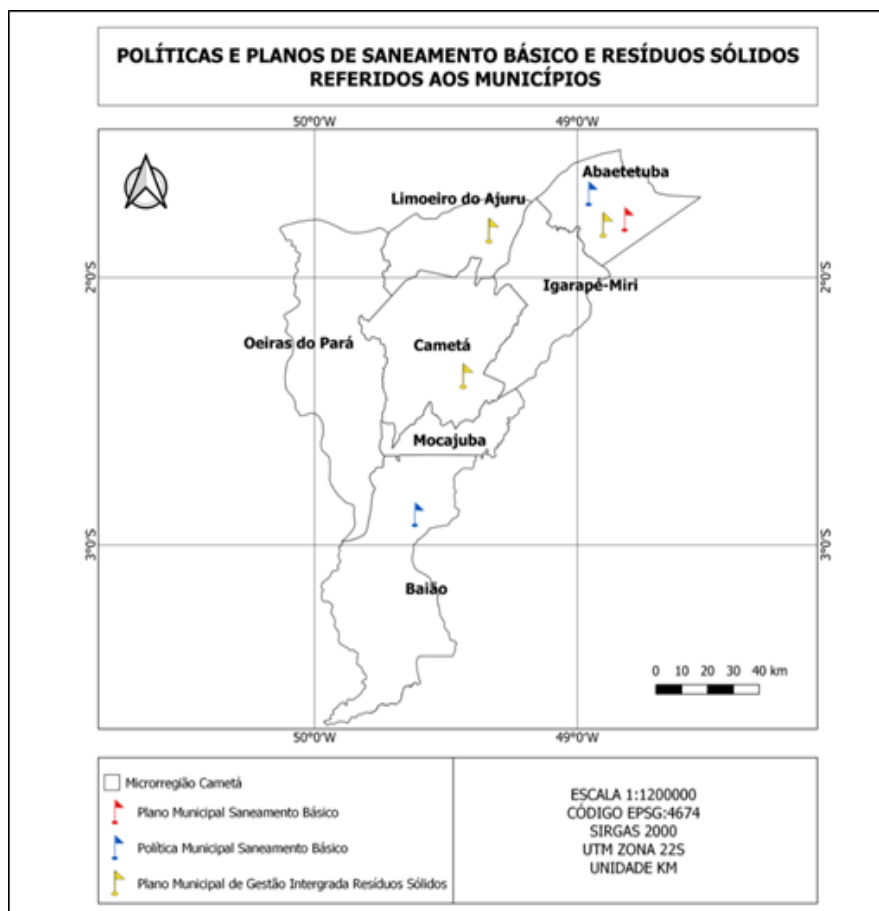 POLÍTICAS E PLANOS DE SANEAMENTO BÁSICO E RESÍDUOS SÓLIDOS
REFERIDOS AOS MUNICÍPIOS
50°0'W
49°0'W
Abaetetuba
Limoeiro do Ajuru
2°0'S
2°0'S
Igarapé-Miri
Oeiras do Pará
Cametá
Mocajuba
3°0'S
3°0'S
Baião
0 10 20 30 40 km
50°0'W
49°0'W
Microrregião Cametá
Plano Municipal Saneamento Básico
Política Municipal Saneamento Básico
Plano Municipal de Gestão Intergrada Resíduos Sólidos
ESCALA 1:1200000
CÓDIGO EPSG:4674
SIRGAS 2000
UTM ZONA 22S
UNIDADE KM